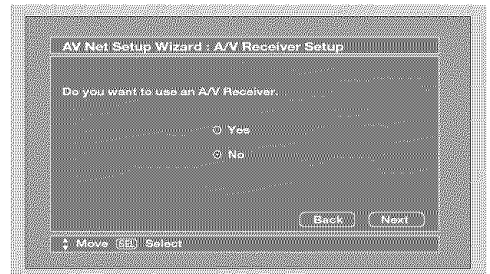 AV Net Setup Wizard : A/V Receiver Setup
Do you want to use an A/V Receiver.
Yes
No
Back Next
Move SEL Select